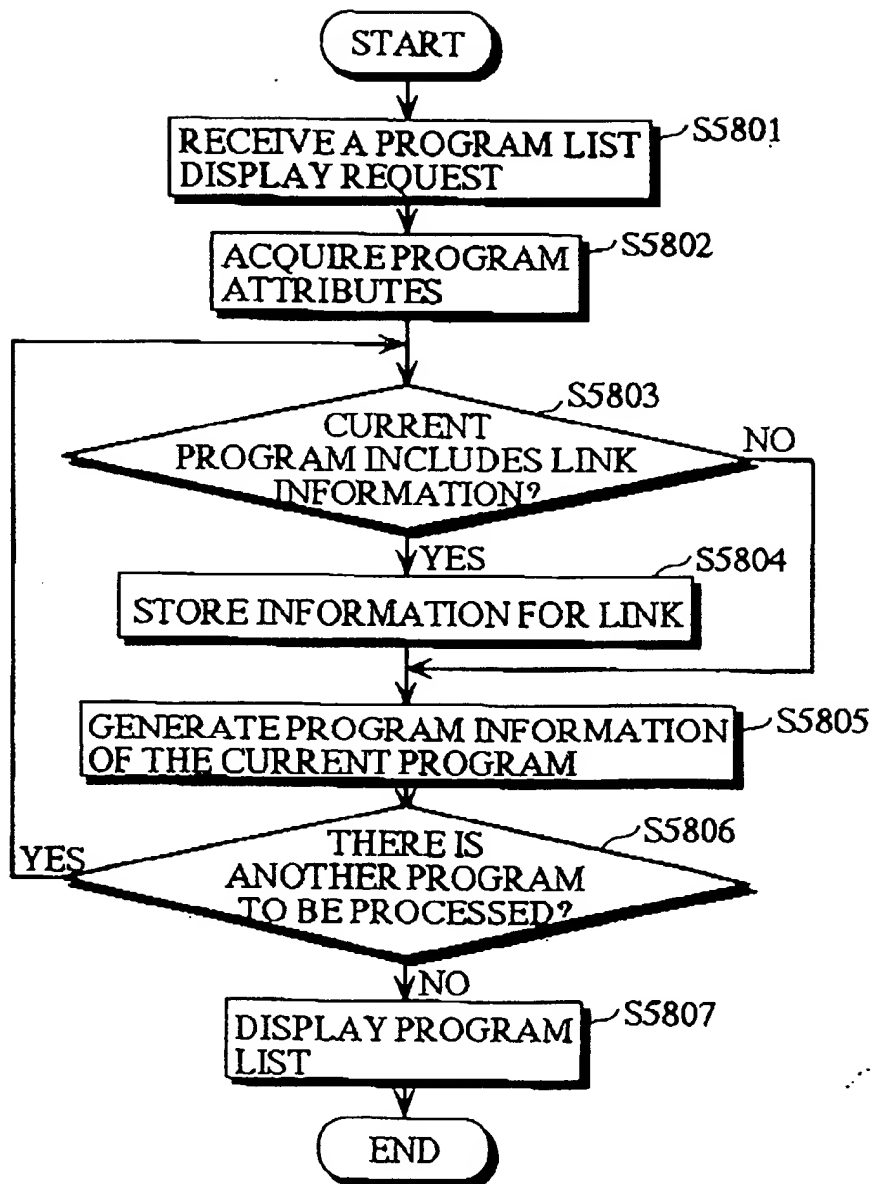 START
RECEIVE A PROGRAM LIST
DISPLAY REQUEST
S5801
ACQUIRE PROGRAM
ATTRIBUTES
S5802
S5803
CURRENT
PROGRAM INCLUDES LINK
INFORMATION?
NO
YES
S5804
STORE INFORMATION FOR LINK
GENERATE PROGRAM INFORMATION
OF THE CURRENT PROGRAM
S5805
S5806
THERE IS
ANOTHER PROGRAM
TO BE PROCESSED?
YES
NO
DISPLAY PROGRAM
LIST
S5807
END